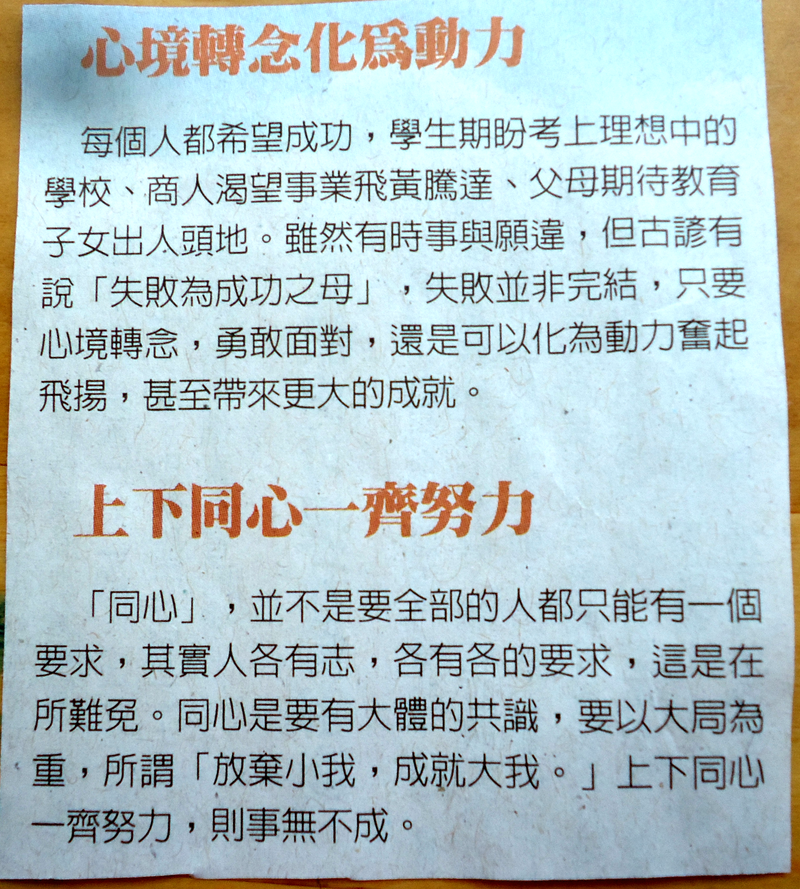 心境轉念化爲動力
每個人都希望成功，學生期盼考上理想中的
學校、商人渴望事業飛黃騰達、父母期待教育
子女出人頭地。雖然有時事與願違，但古諺有
說「失敗為成功之母」，失敗並非完結，只要
心境轉念，勇敢面對，還是可以化為動力奮起
飛揚，甚至帶來更大的成就。
上下同心一齊努力
「同心」，並不是要全部的人都只能有一個
要求，其實人各有志，各有各的要求，這是在
所難免。同心是要有大體的共識，要以大局為
重，所謂「放棄小我，成就大我。」上下同心
一齊努力，則事無不成。